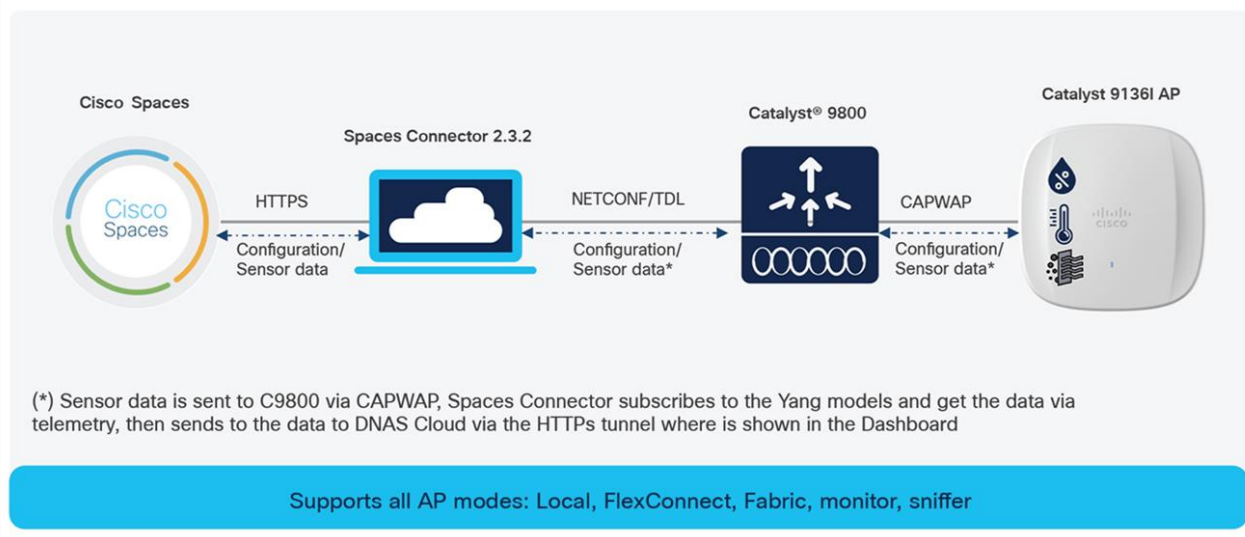 Cisco Spaces
Spaces Connector 2.3.2
Catalyst® 9800
Catalyst 9136I AP
Cisco
Spaces
HTTPS
Configuration/
Sensor data
NETCONF/TDL
Configuration/
Sensor data*
CAPWAP
Configuration/
Sensor data*
%
CISCO
(*) Sensor data is sent to C9800 via CAPWAP, Spaces Connector subscribes to the Yang models and get the data via
telemetry, then sends to the data to DNAS Cloud via the HTTPs tunnel where is shown in the Dashboard
Supports all AP modes: Local, FlexConnect, Fabric, monitor, sniffer